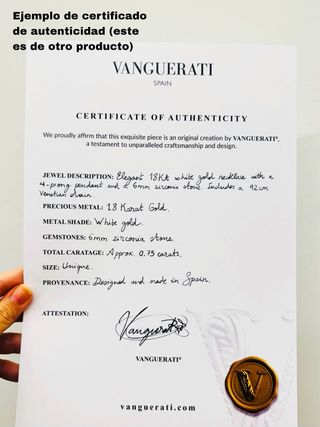 Ejemplo de certificado
de autenticidad (este
es de otro producto)
VANGUERATI
SPAIN
CERTIFICATE OF AUTHENTICITY
We proudly affirm that this exquisite piece is an original creation by VANGUERATI®,
a testament to unparalleled craftsmanship and design.
JEWEL DESCRIPTION: Elegant 18Kt white gold necklace with a
4-prong pendant and a 6mm zirconia stone. Includes a 42cm
Venetian chain.
PRECIOUS METAL: 18 Karat Gold.
METAL SHADE: White gold.
GEMSTONES: 6mm zirconia stone.
TOTAL CARATAGE: Approx. 0.75 carats.
SIZE: Unique.
PROVENANCE: Designed and made in Spain.
ATTESTATION:
Vanguerati
VANGUERATI®
V
vanguerati.com